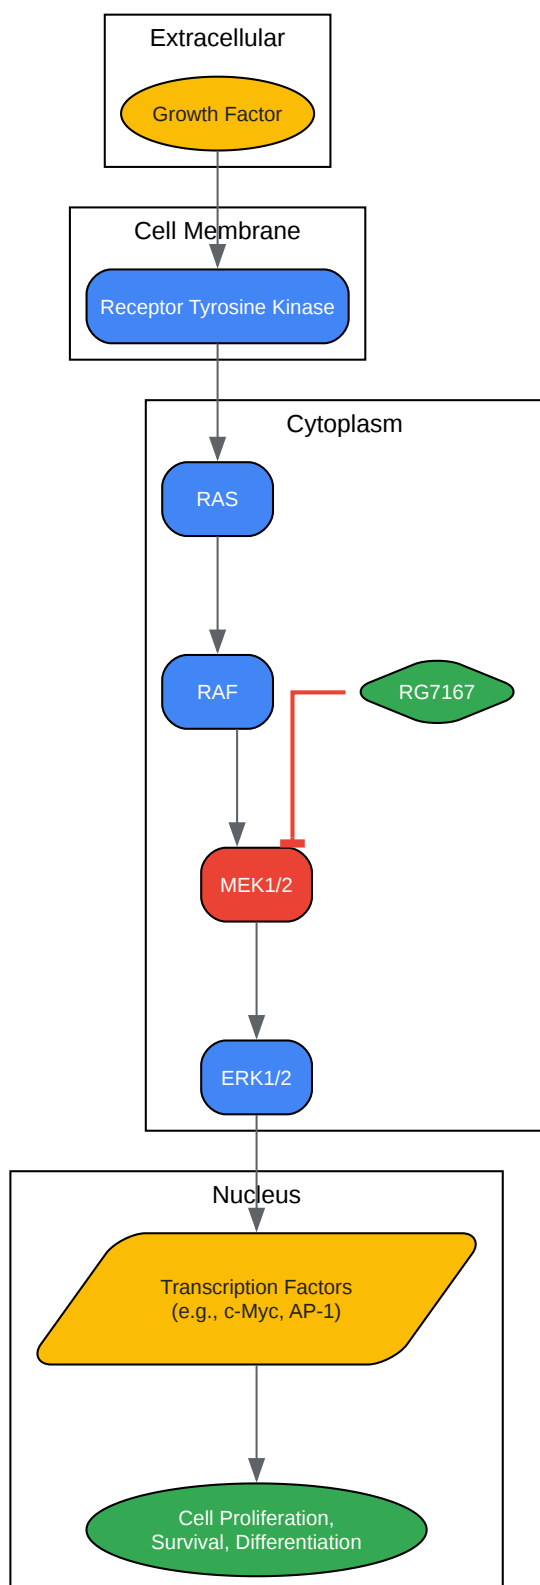 Extracellular
Growth Factor
Cell Membrane
Receptor Tyrosine Kinase
Cytoplasm
RAS
RAF
RG7167
MEK1/2
ERK1/2
Nucleus
Transcription Factors
(e.g., c-Myc, AP-1)
Cell Proliferation,
Survival, Differentiation